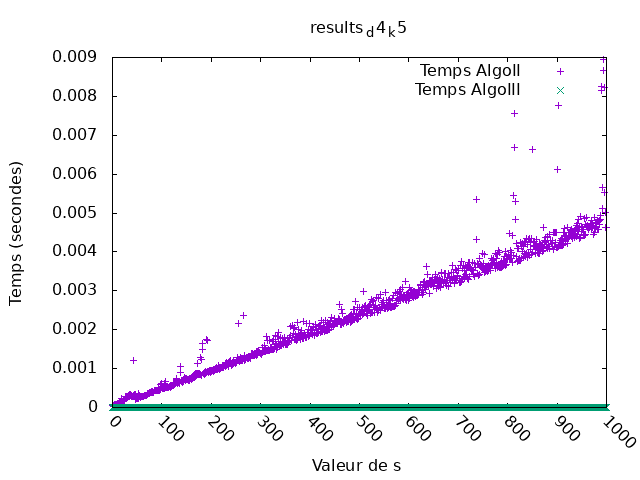 results_d4_k5
Temps AlgoII
Temps AlgoIII
Temps (secondes)
0.009
0.008
0.007
0.006
0.005
0.004
0.003
0.002
0.001
0
0 100 200 300 400 500 600 700 800 900 1000
Valeur de s